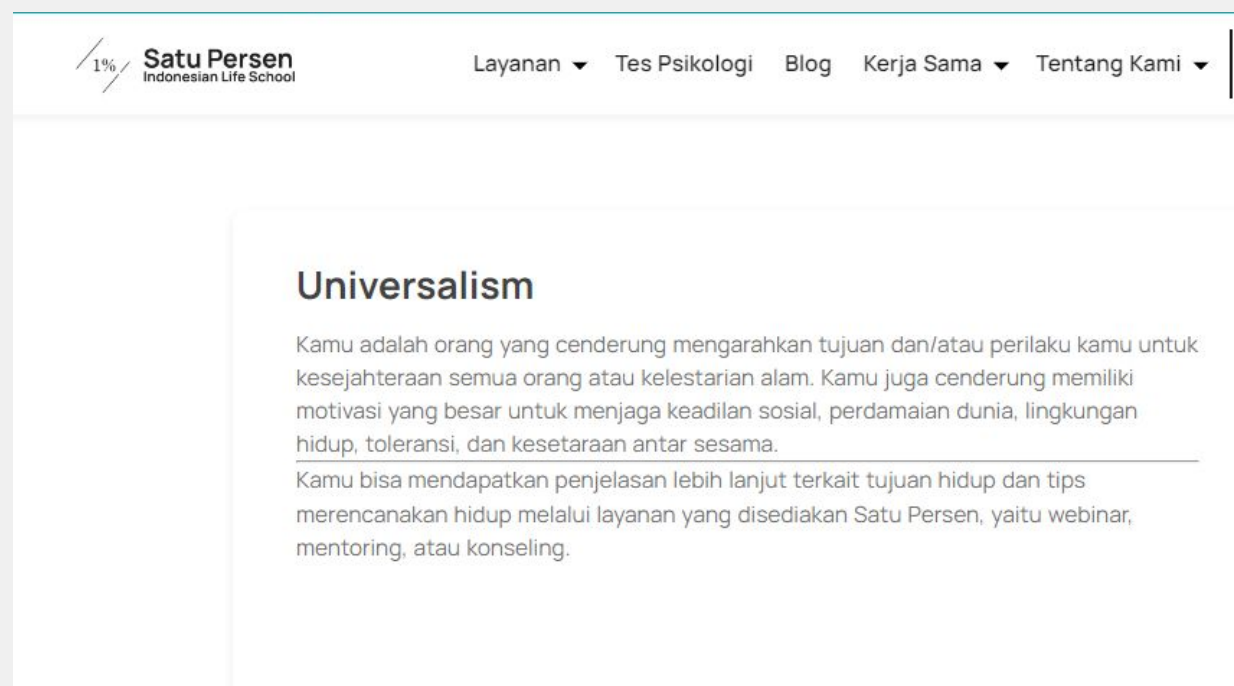 1%
Satu Persen
Indonesian Life School
Layanan Tes Psikologi Blog Kerja Sama Tentang Kami
Universalism
Kamu adalah orang yang cenderung mengarahkan tujuan dan/atau perilaku kamu untuk
kesejahteraan semua orang atau kelestarian alam. Kamu juga cenderung memiliki
motivasi yang besar untuk menjaga keadilan sosial, perdamaian dunia, lingkungan
hidup, toleransi, dan kesetaraan antar sesama.
Kamu bisa mendapatkan penjelasan lebih lanjut terkait tujuan hidup dan tips
merencanakan hidup melalui layanan yang disediakan Satu Persen, yaitu webinar,
mentoring, atau konseling.